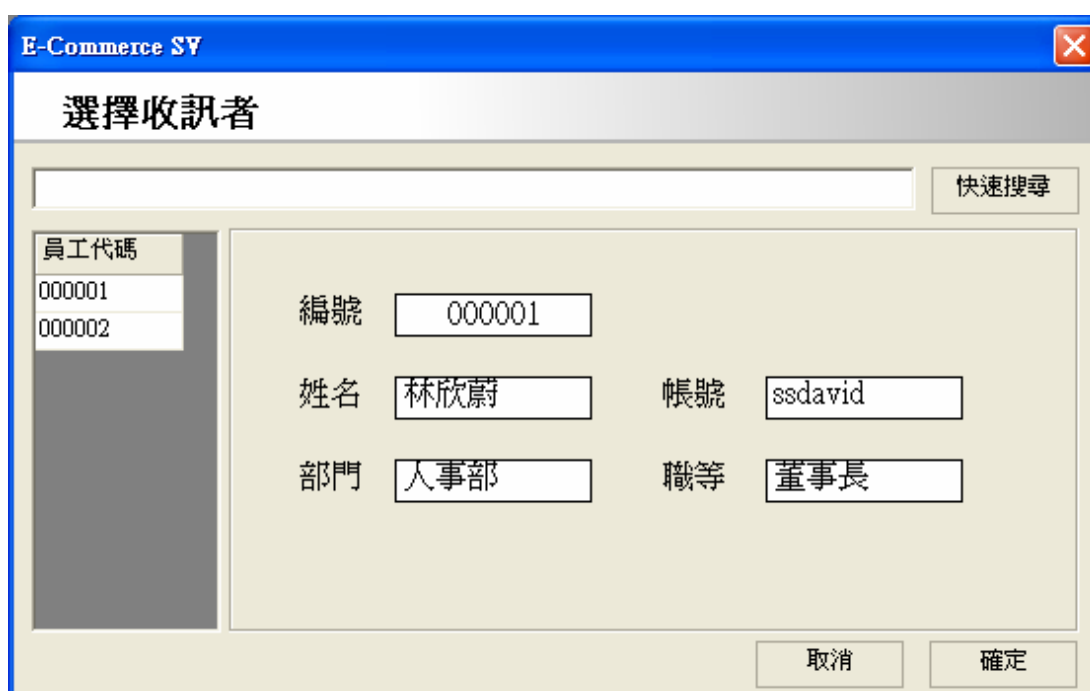 E-Commerce SV
選擇收訊者
快速搜尋
員工代碼
000001
000002
編號 000001
姓名 林欣蔚 帳號 ssdavid
部門 人事部 職等 董事長
取消 確定